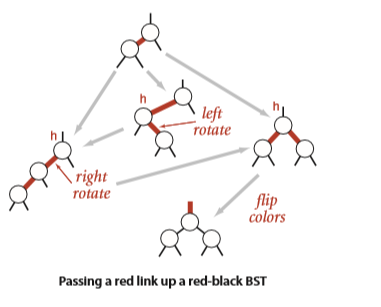 h
left
rotate
h
h
right
rotate
flip
colors
Passing a red link up a red-black BST